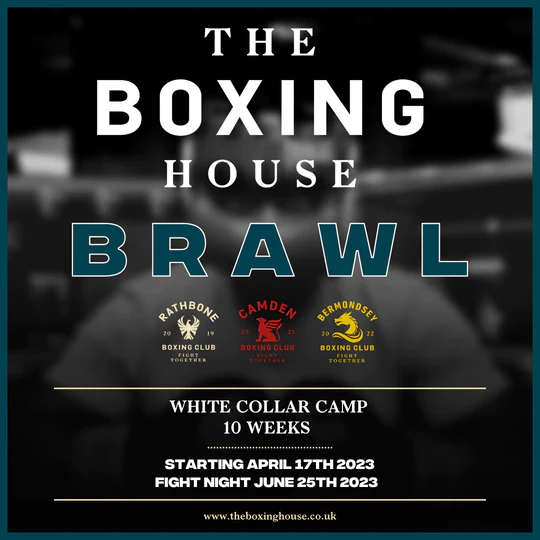 THE
BOXING
HOUSE
BRAWL
RATHBONE
20 19
BOXING CLUB
FIGHT
TOGETHER
CAMDEN
20 21
BOXING CLUB
FIGHT
TOGETHER
BERMONDSEY
20 22
BOXING CLUB
FIGHT
TOGETHER
WHITE COLLAR CAMP
10 WEEKS
STARTING APRIL 17TH 2023
FIGHT NIGHT JUNE 25TH 2023
www.theboxinghouse.co.uk